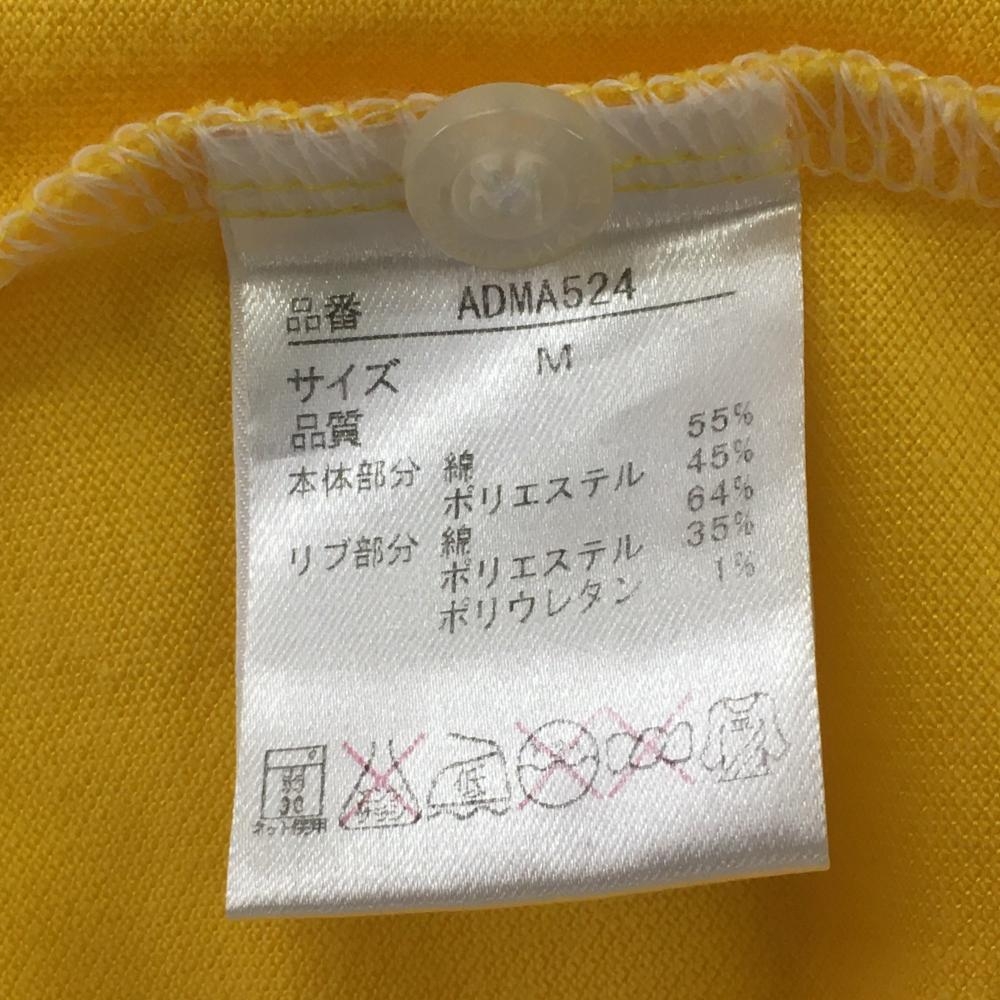 品番 ADMA524
サイズ M
品質
本体部分 綿 55%
ポリエステル 45%
リブ部分 綿 64%
ポリエステル 35%
ポリウレタン 1%
弱
30
ネット使用
低
平